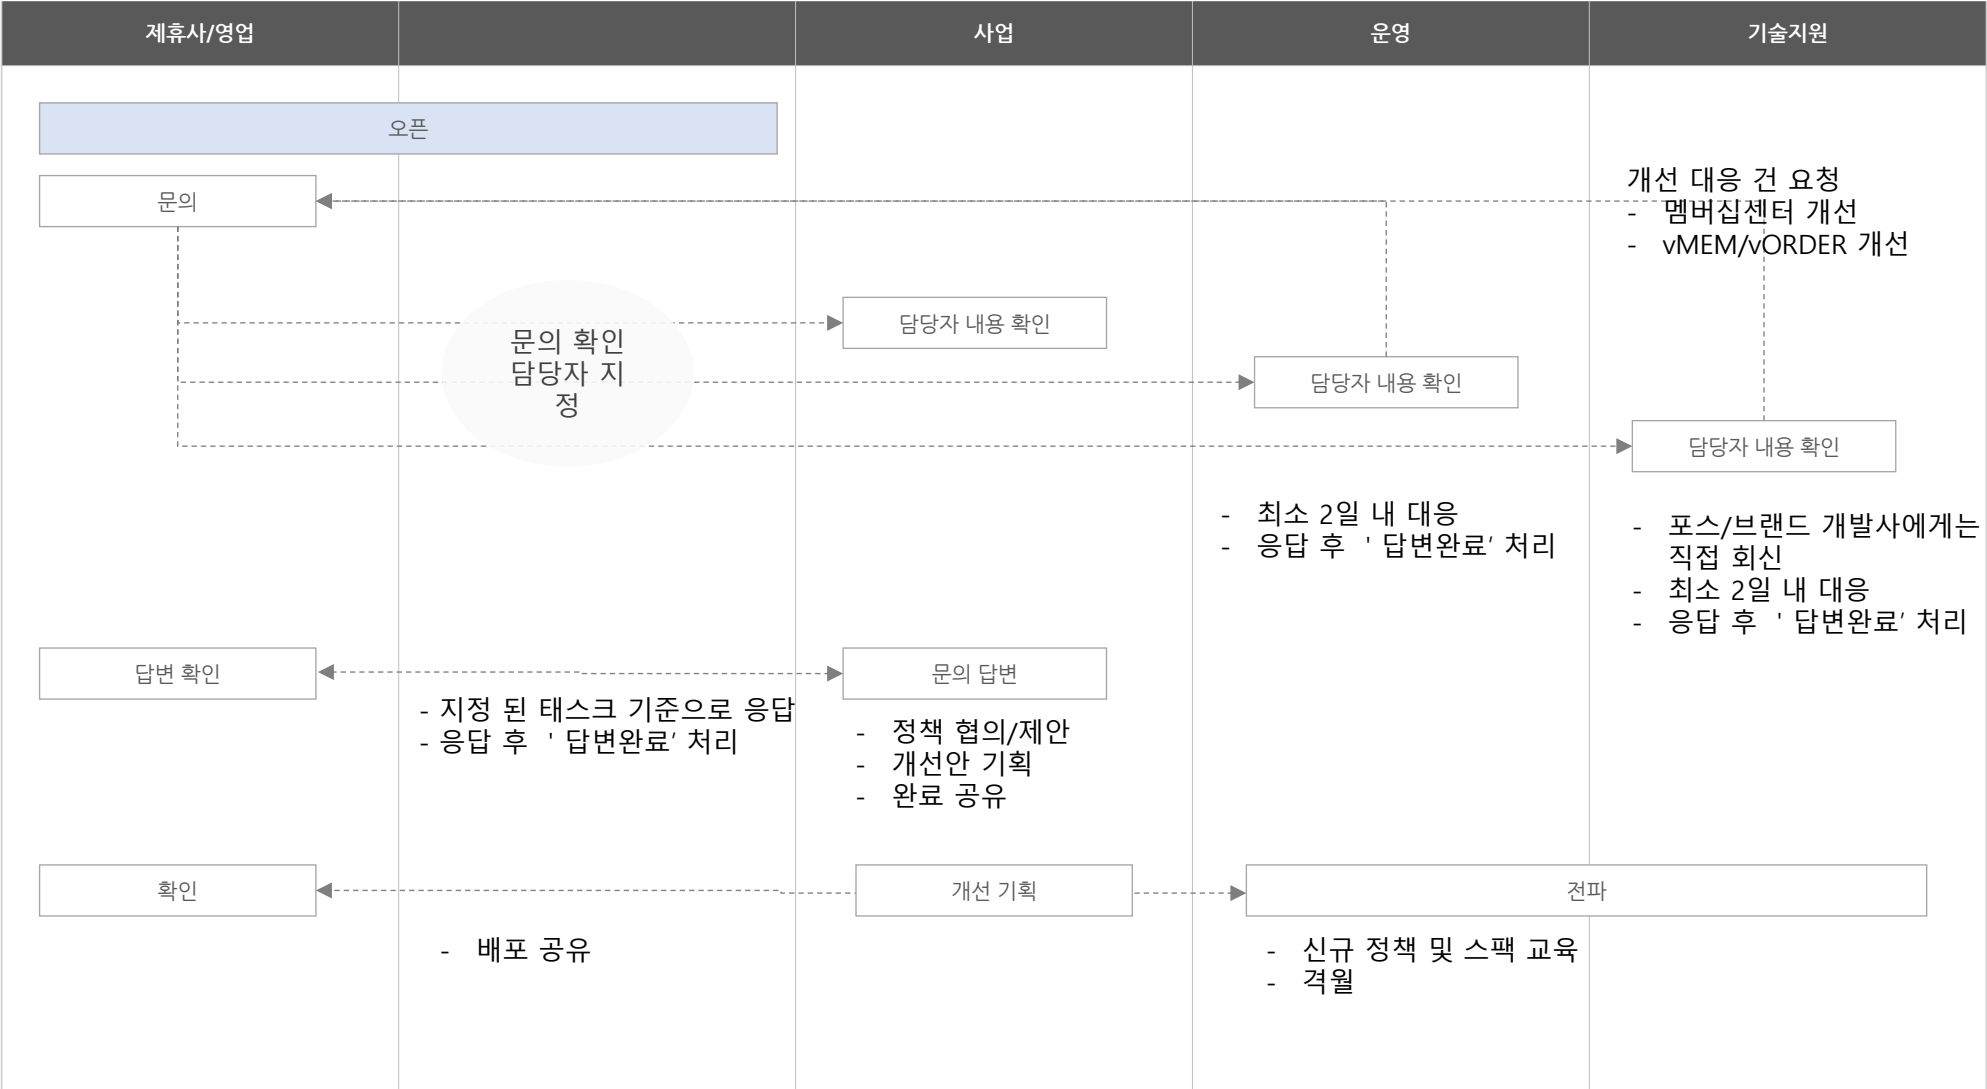 제휴사/영업
사업
운영
기술지원
오픈
문의
개선 대응 건 요청
- 멤버십센터 개선
- vMEM/vORDER 개선
문의 확인
담당자 지
정
담당자 내용 확인
담당자 내용 확인
담당자 내용 확인
- 최소 2일 내 대응
- 응답 후 ' 답변완료’ 처리
- 포스/브랜드 개발사에게는
직접 회신
- 최소 2일 내 대응
- 응답 후 ' 답변완료’ 처리
답변 확인
문의 답변
- 지정 된 태스크 기준으로 응답
- 응답 후 ' 답변완료’ 처리
- 정책 협의/제안
- 개선안 기획
- 완료 공유
확인
개선 기획
전파
- 배포 공유
- 신규 정책 및 스팩 교육
- 격월